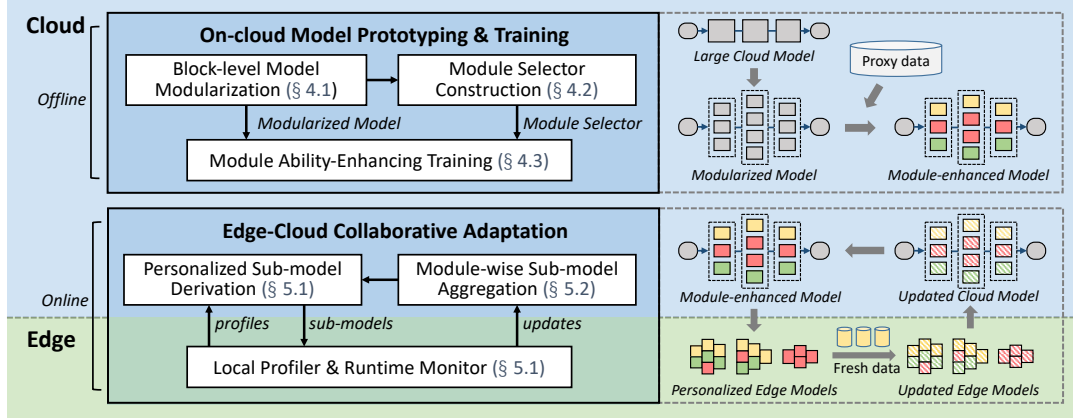 Cloud
Offline
On-cloud Model Prototyping & Training
Block-level Model
Modularization (§ 4.1)
Module Selector
Construction (§ 4.2)
Modularized Model
Module Selector
Module Ability-Enhancing Training (§ 4.3)
Large Cloud Model
Proxy data
Modularized Model
Module-enhanced Model
Online
Edge-Cloud Collaborative Adaptation
Personalized Sub-model
Derivation (§ 5.1)
Module-wise Sub-model
Aggregation (§ 5.2)
profiles
sub-models
updates
Edge
Local Profiler & Runtime Monitor (§ 5.1)
Module-enhanced Model
Updated Cloud Model
Fresh data
Personalized Edge Models
Updated Edge Models